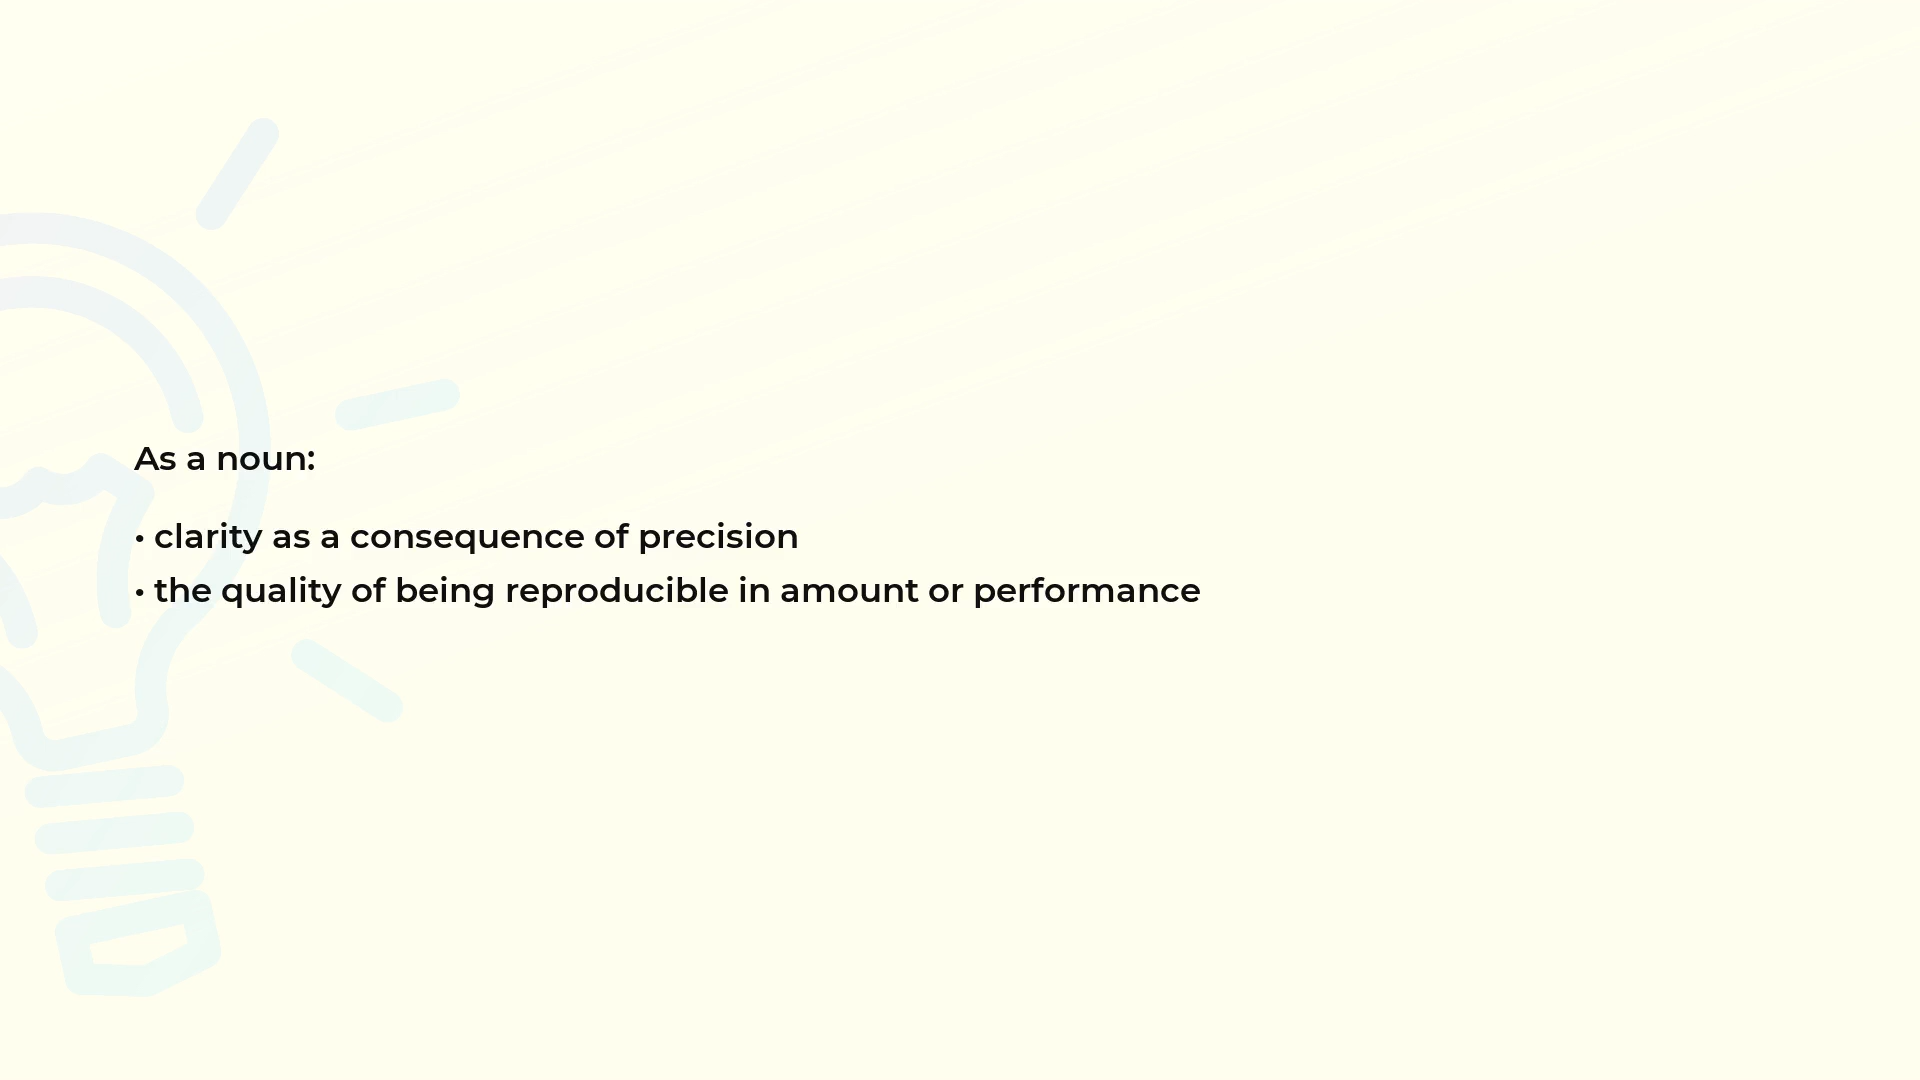 As a noun:
• clarity as a consequence of precision
• the quality of being reproducible in amount or performance